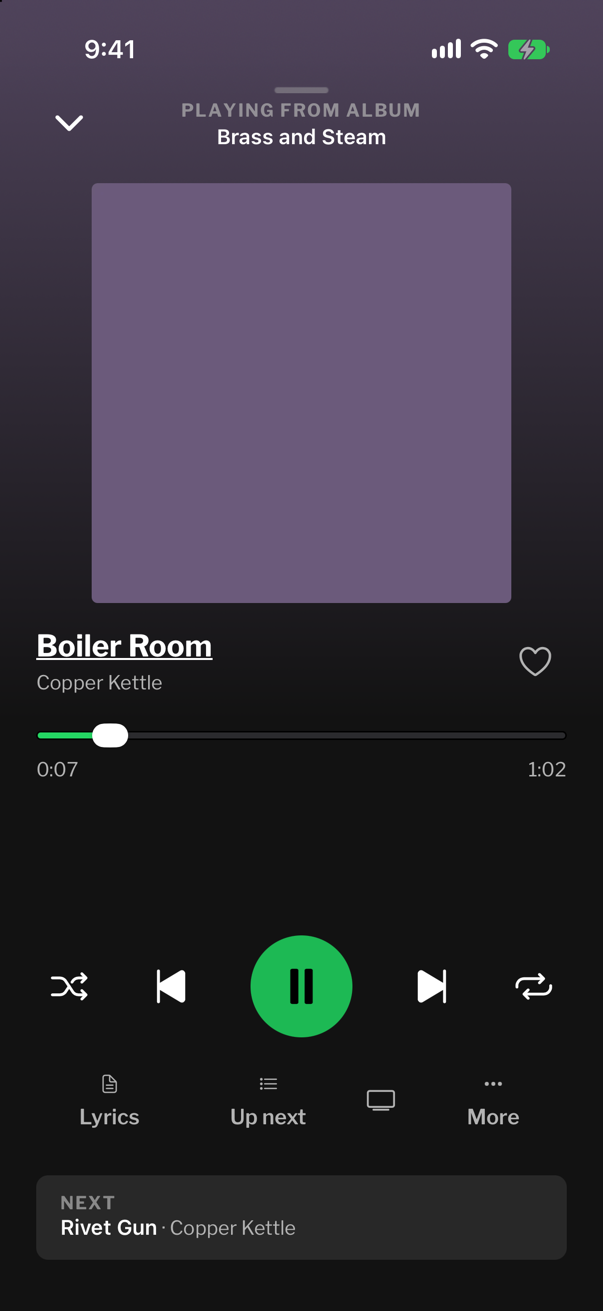 9:41
PLAYING FROM ALBUM
Brass and Steam
Boiler Room
Copper Kettle
0:07
1:02
Lyrics
Up next
More
NEXT
Rivet Gun · Copper Kettle